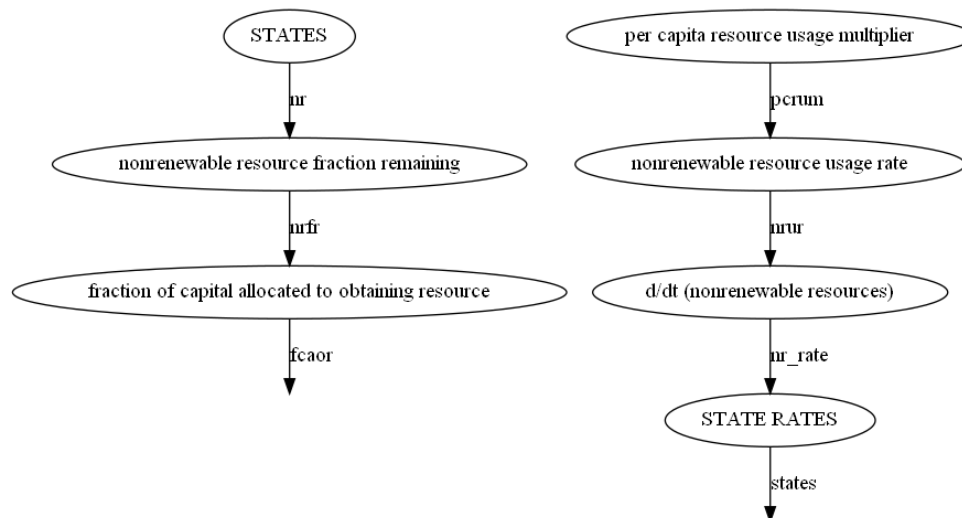 STATES
nr
nonrenewable resource fraction remaining
nrfr
fraction of capital allocated to obtaining resource
fcaor
per capita resource usage multiplier
pcrum
nonrenewable resource usage rate
nrur
d/dt (nonrenewable resources)
nr_rate
STATE RATES
states